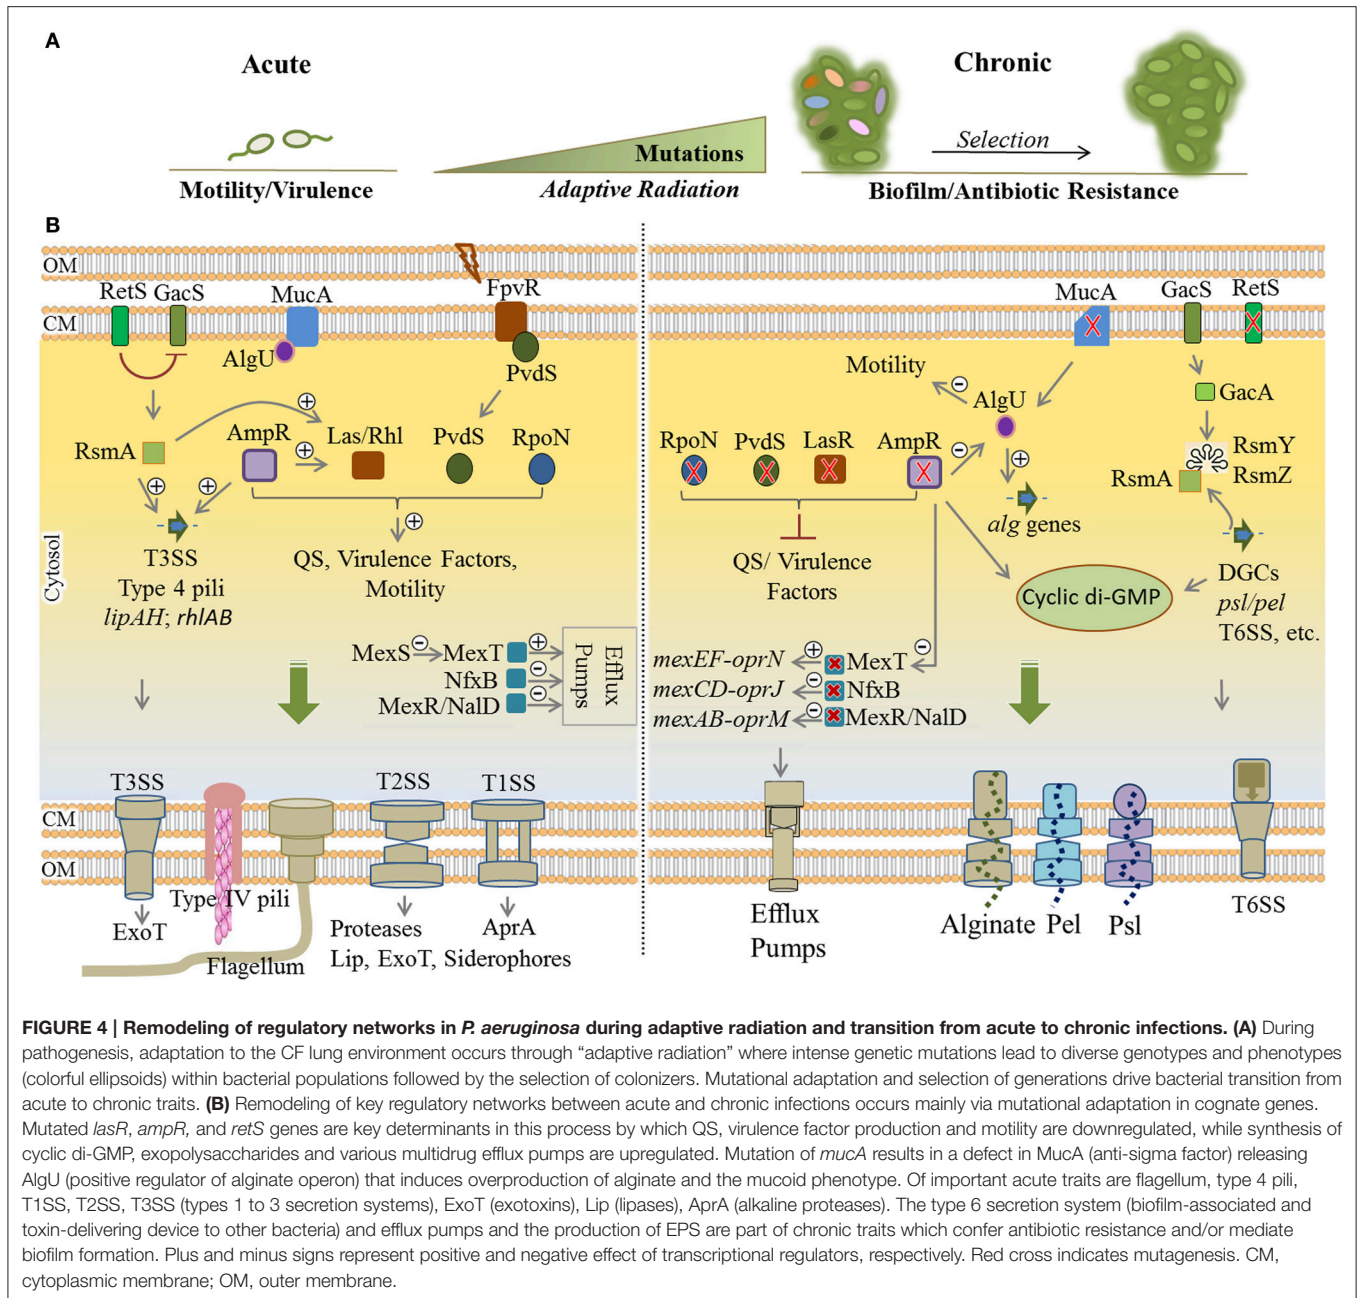 A
Acute
Chronic
Selection
Mutations
Motility/Virulence
Adaptive Radiation
Biofilm/Antibiotic Resistance
B
OM
RetS GacS
MucA
FpvR
MucA
GacS
RetS
CM
AlgU
PvdS
Motility
−
AlgU
GacA
+
RsmA
AmpR
+
Las/Rhl
PvdS
RpoN
RpoN
PvdS
LasR
AmpR
−
+
RsmY
RsmZ
RsmA
+
+
+
alg genes
Cytosol
T3SS
Type 4 pili
lipAH; rhlAB
QS, Virulence Factors,
Motility
QS/ Virulence
Factors
Cyclic di-GMP
DGCs
psl/pel
T6SS, etc.
MexS
−
MexT
+
NfxB
−
MexR/NalD
−
Efflux
Pumps
mexEF-oprN
+
MexT
−
mexCD-oprJ
−
NfxB
mexAB-oprM
−
MexR/NalD
T3SS
T2SS
T1SS
CM
OM
Type IV pili
ExoT
Flagellum
Proteases
Lip, ExoT, Siderophores
AprA
Efflux
Pumps
Alginate
Pel
Psl
T6SS
FIGURE 4 | Remodeling of regulatory networks in P. aeruginosa during adaptive radiation and transition from acute to chronic infections. (A) During
pathogenesis, adaptation to the CF lung environment occurs through “adaptive radiation” where intense genetic mutations lead to diverse genotypes and phenotypes
(colorful ellipsoids) within bacterial populations followed by the selection of colonizers. Mutational adaptation and selection of generations drive bacterial transition from
acute to chronic traits. (B) Remodeling of key regulatory networks between acute and chronic infections occurs mainly via mutational adaptation in cognate genes.
Mutated lasR, ampR, and retS genes are key determinants in this process by which QS, virulence factor production and motility are downregulated, while synthesis of
cyclic di-GMP, exopolysaccharides and various multidrug efflux pumps are upregulated. Mutation of mucA results in a defect in MucA (anti-sigma factor) releasing
AlgU (positive regulator of alginate operon) that induces overproduction of alginate and the mucoid phenotype. Of important acute traits are flagellum, type 4 pili,
T1SS, T2SS, T3SS (types 1 to 3 secretion systems), ExoT (exotoxins), Lip (lipases), AprA (alkaline proteases). The type 6 secretion system (biofilm-associated and
toxin-delivering device to other bacteria) and efflux pumps and the production of EPS are part of chronic traits which confer antibiotic resistance and/or mediate
biofilm formation. Plus and minus signs represent positive and negative effect of transcriptional regulators, respectively. Red cross indicates mutagenesis. CM,
cytoplasmic membrane; OM, outer membrane.